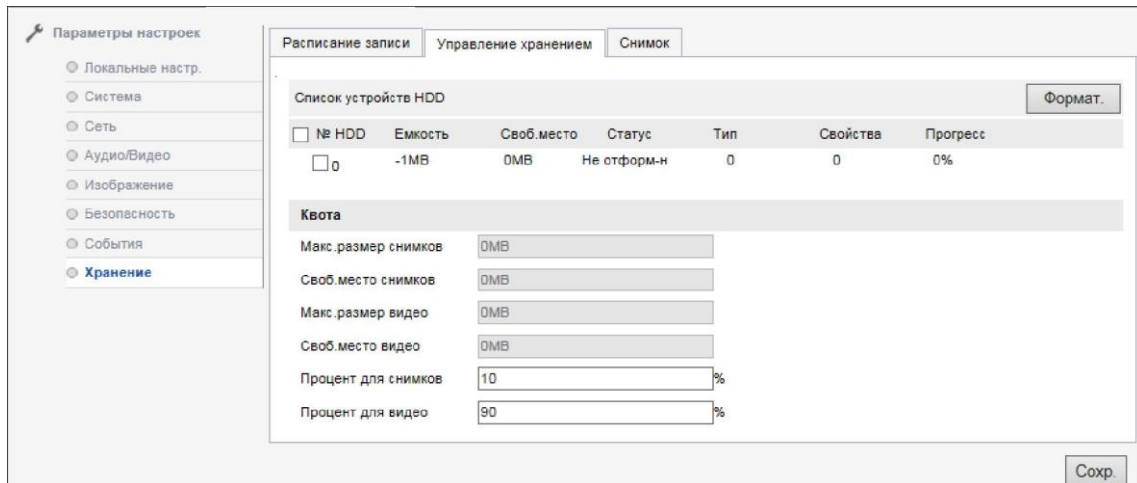 Параметры настроек
Локальные настр.
Система
Сеть
Аудио/Видео
Изображение
Безопасность
События
Хранение
Расписание записи Управление хранением Снимок
Список устройств HDD Формат.
№ HDD Емкость Своб.место Статус Тип Свойства Прогресс
0 -1MB 0MB Не отформ-н 0 0 0%
Квота
Макс.размер снимков 0MB
Своб.место снимков 0MB
Макс.размер видео 0MB
Своб.место видео 0MB
Процент для снимков 10 %
Процент для видео 90 %
Сохр.